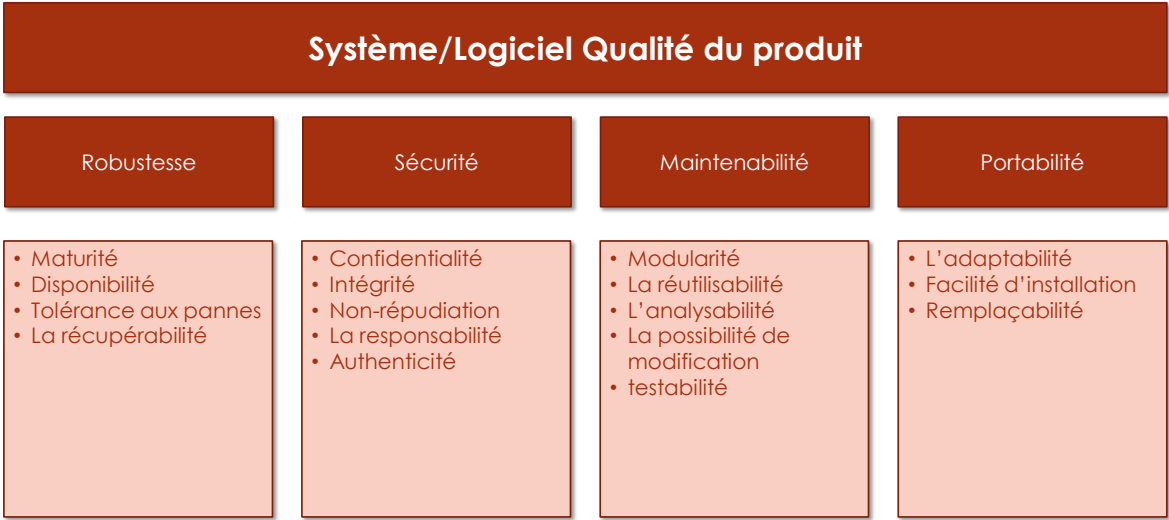 Système/Logiciel Qualité du produit
Robustesse
Sécurité
Maintenabilité
Portabilité
• Maturité
• Disponibilité
• Tolérance aux pannes
• La récupérabilité
• Confidentialité
• Intégrité
• Non-répudiation
• La responsabilité
• Authenticité
• Modularité
• La réutilisabilité
• L'analysabilité
• La possibilité de
modification
• testabilité
• L'adaptabilité
• Facilité d'installation
• Remplaçabilité